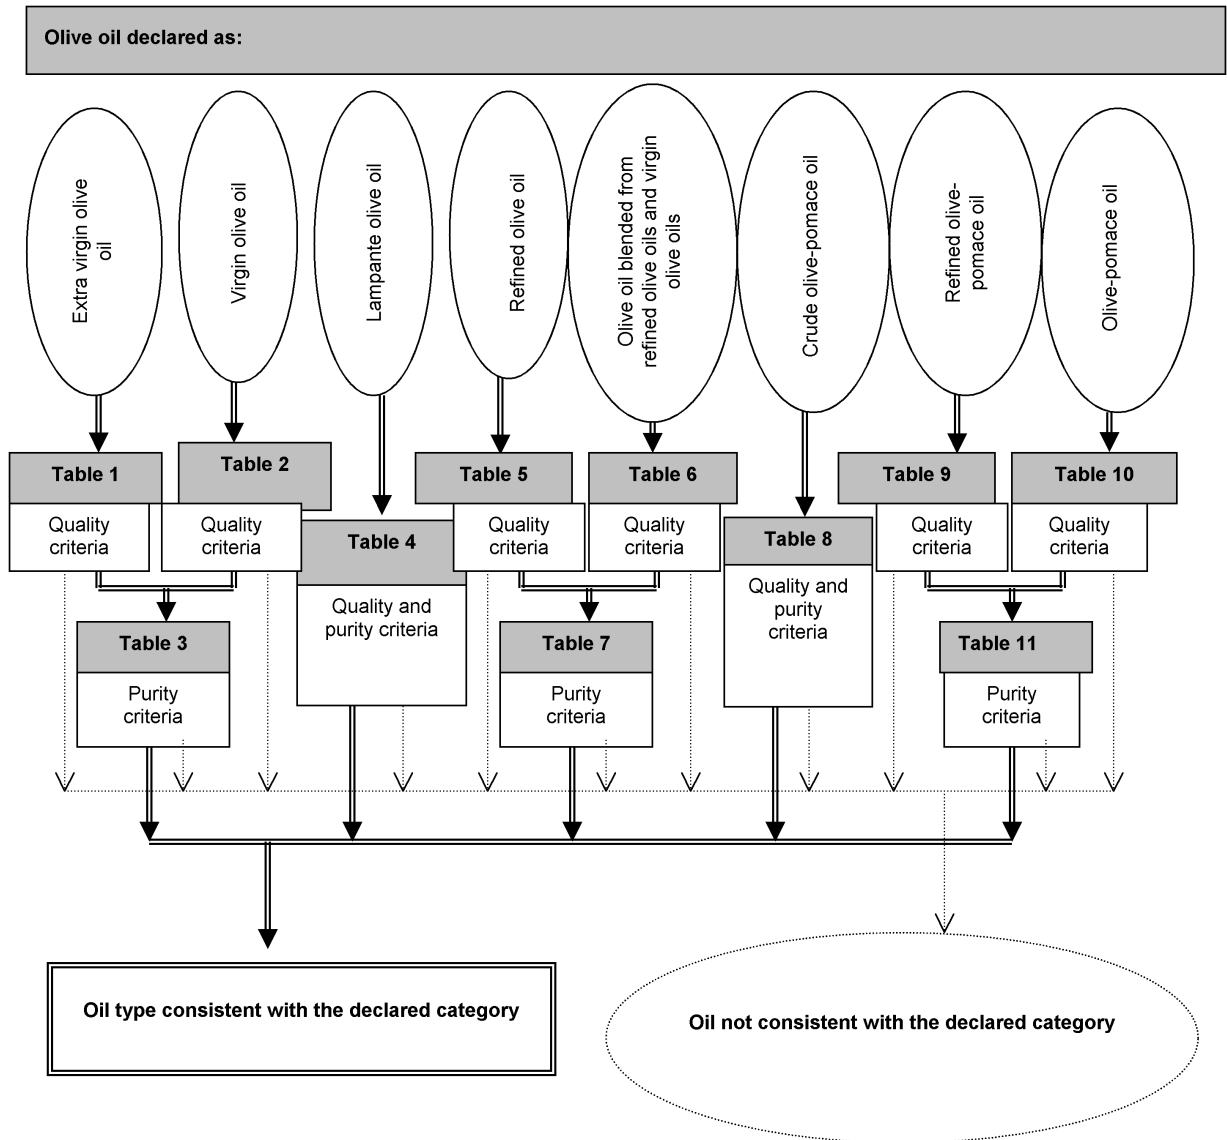 Olive oil declared as:
Extra virgin olive
oil
Virgin olive oil
Lampante olive oil
Refined olive oil
Olive oil blended from
refined olive oils and virgin
olive oils
Crude olive-pomace oil
Refined olive-
pomace oil
Olive-pomace oil
Table 1
Quality
criteria
Table 2
Quality
criteria
Table 3
Purity
criteria
Table 4
Quality and
purity criteria
Table 5
Quality
criteria
Table 6
Quality
criteria
Table 7
Purity
criteria
Table 8
Quality and
purity
criteria
Table 9
Quality
criteria
Table 10
Quality
criteria
Table 11
Purity
criteria
Oil type consistent with the declared category
Oil not consistent with the declared category